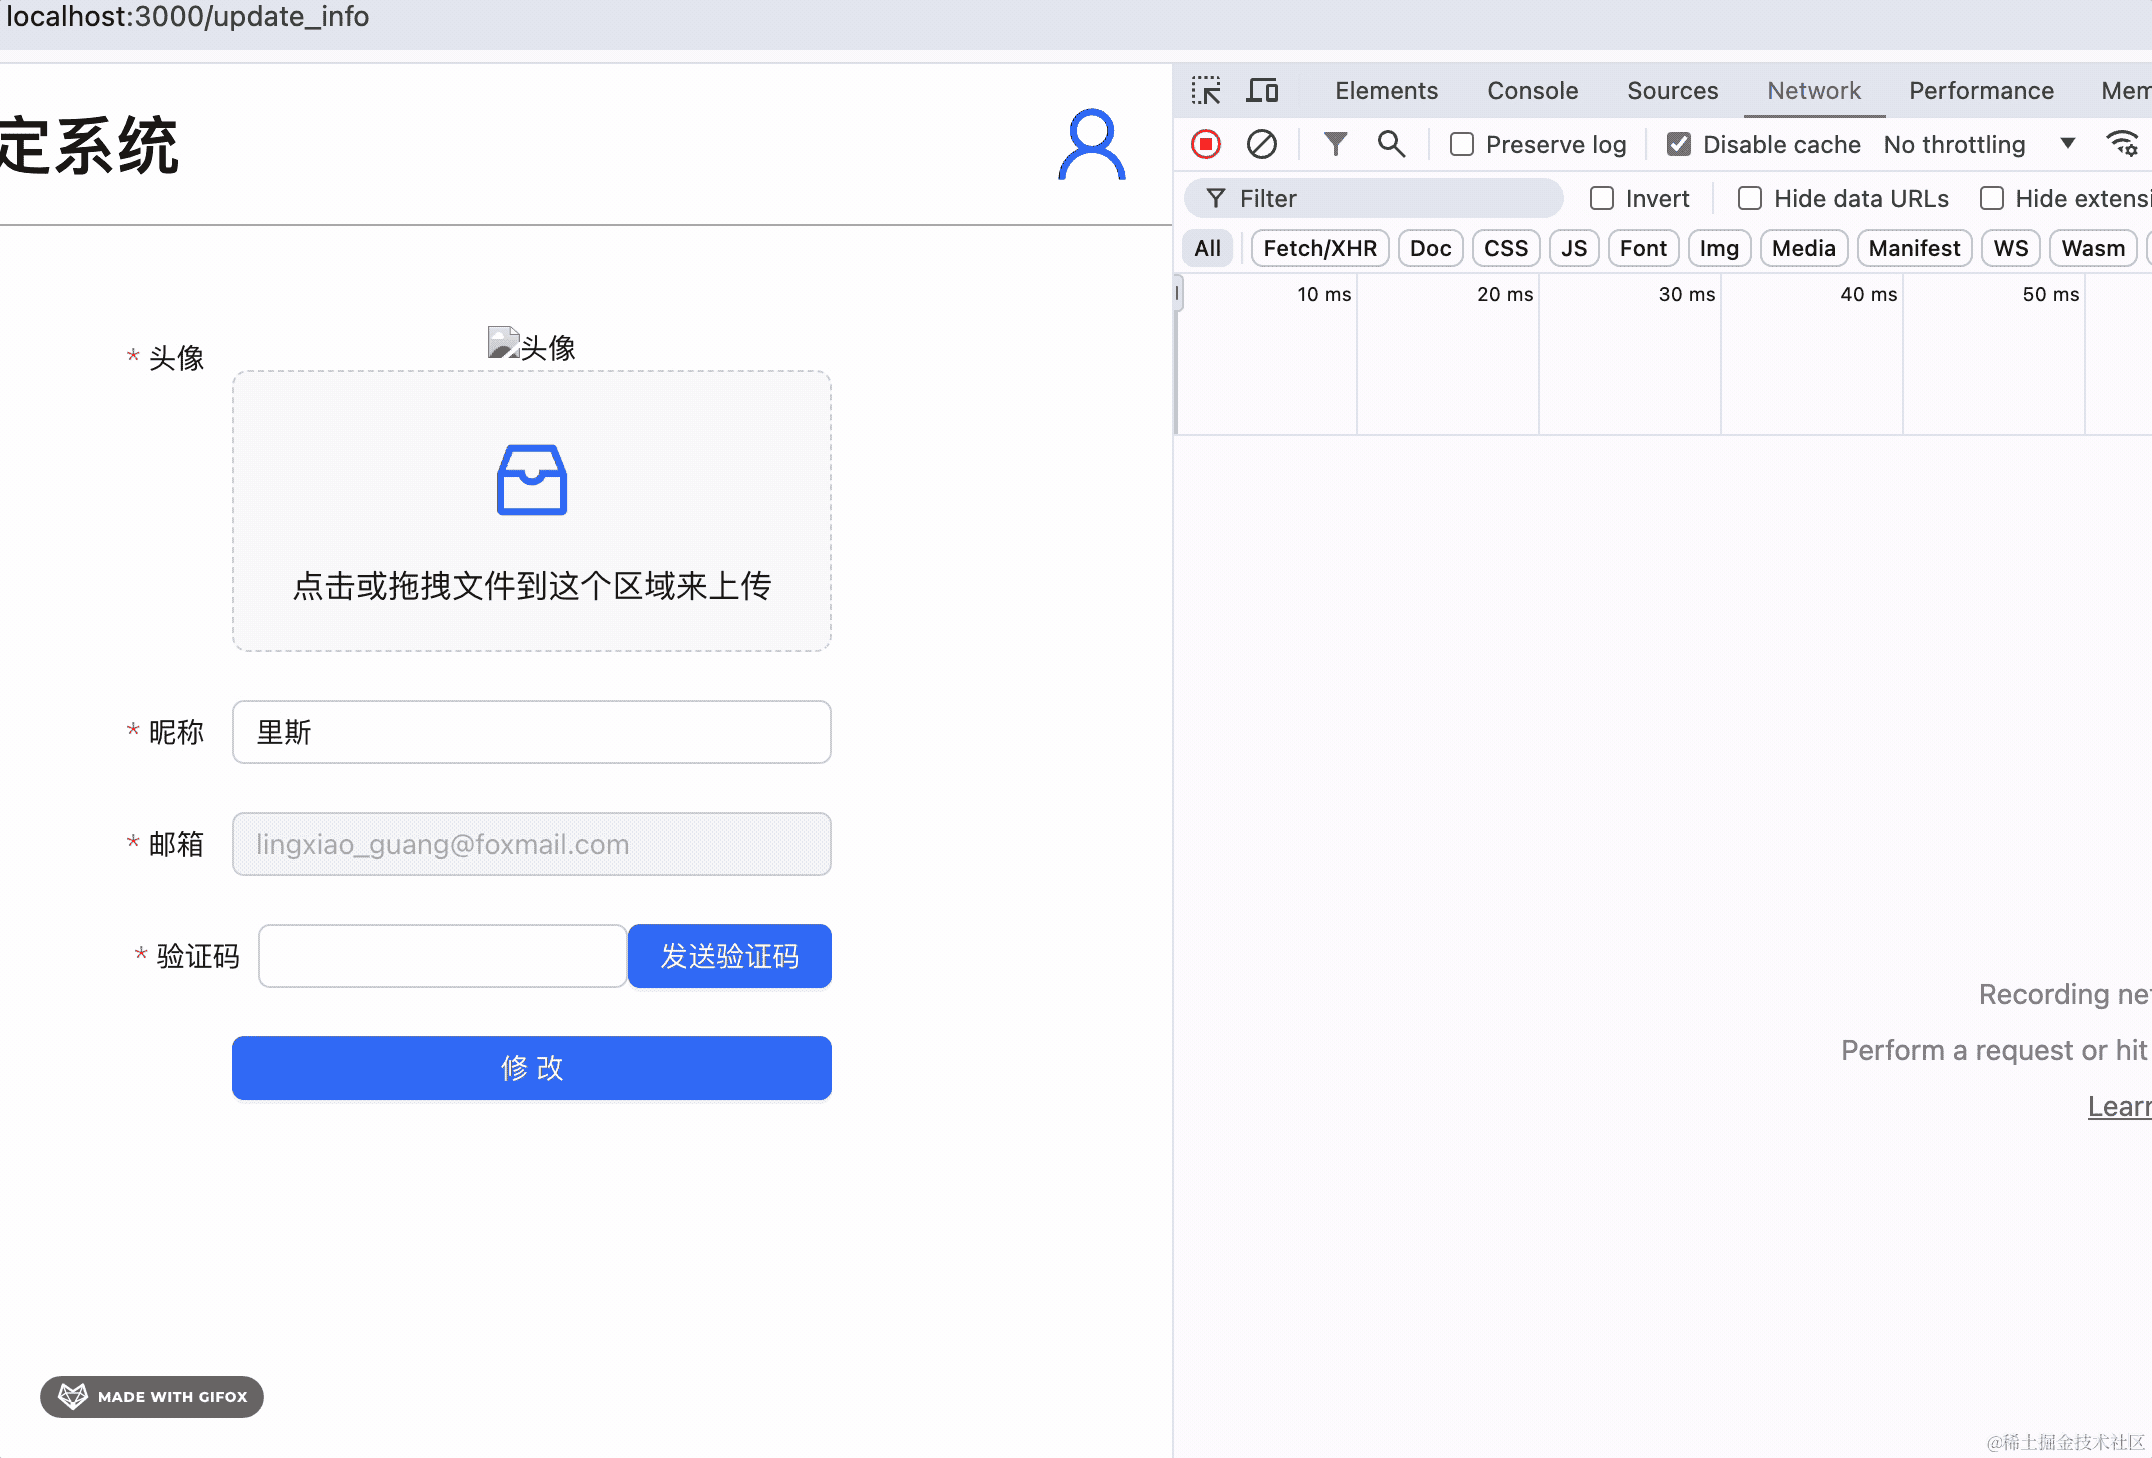 localhost:3000/update_info
定系统
Elements Console Sources Network Performance Mem
Preserve log Disable cache No throttling
Filter Invert Hide data URLs Hide extensi
All Fetch/XHR Doc CSS JS Font Img Media Manifest WS Wasm
10 ms 20 ms 30 ms 40 ms 50 ms
* 头像 头像
点击或拖拽文件到这个区域来上传
* 昵称 里斯
* 邮箱 lingxiao_guang@foxmail.com
* 验证码 发送验证码
修 改
Recording net
Perform a request or hit
Learn
MADE WITH GIFOX
@稀土掘金技术社区